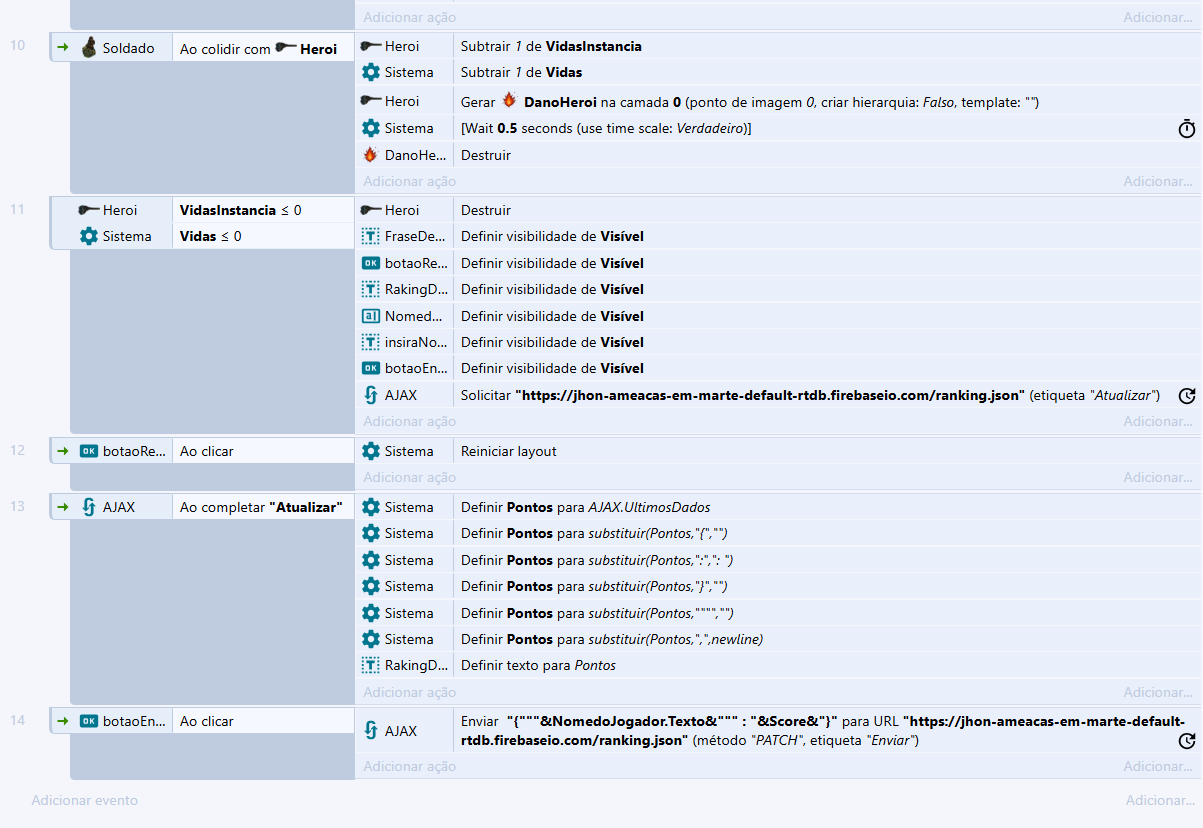 Adicionar ação Adicionar...
10 Soldado Ao colidir com Heroi Heroi Subtrair 1 de VidasInstancia
Sistema Subtrair 1 de Vidas
Heroi Gerar DanoHeroi na camada 0 (ponto de imagem 0, criar hierarquia: Falso, template: "")
Sistema [Wait 0.5 seconds (use time scale: Verdadeiro)]
DanoHe... Destruir
Adicionar ação Adicionar...
11 Heroi VidasInstancia ≤ 0 Heroi Destruir
Sistema Vidas ≤ 0 FraseDe... Definir visibilidade de Visível
OK botaoRe... Definir visibilidade de Visível
T RakingD... Definir visibilidade de Visível
a Nomed... Definir visibilidade de Visível
T insiraNo... Definir visibilidade de Visível
OK botaoEn... Definir visibilidade de Visível
AJAX Solicitar "https://jhon-ameacas-em-marte-default-rtdb.firebaseio.com/ranking.json" (etiqueta "Atualizar")
Adicionar ação Adicionar...
12 OK botaoRe... Ao clicar Sistema Reiniciar layout
Adicionar ação Adicionar...
13 AJAX Ao completar "Atualizar" Sistema Definir Pontos para AJAX.UltimosDados
Sistema Definir Pontos para substituir(Pontos,"{","")
Sistema Definir Pontos para substituir(Pontos,":",": ")
Sistema Definir Pontos para substituir(Pontos,"}","")
Sistema Definir Pontos para substituir(Pontos,"""","")
Sistema Definir Pontos para substituir(Pontos,",",newline)
T RakingD... Definir texto para Pontos
Adicionar ação Adicionar...
14 OK botaoEn... Ao clicar AJAX Enviar "{"""&NomedoJogador.Texto&""" : "&Score&"}" para URL "https://jhon-ameacas-em-marte-default-
rtdb.firebaseio.com/ranking.json" (método "PATCH", etiqueta "Enviar")
Adicionar ação Adicionar...
Adicionar evento Adicionar...